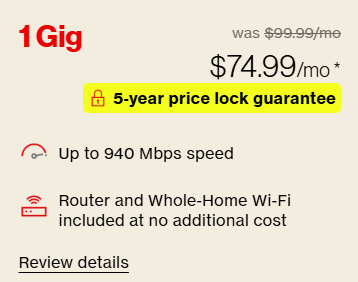 1 Gig
was $99.99/mo
$74.99/mo*
5-year price lock guarantee
Up to 940 Mbps speed
Router and Whole-Home Wi-Fi
included at no additional cost
Review details